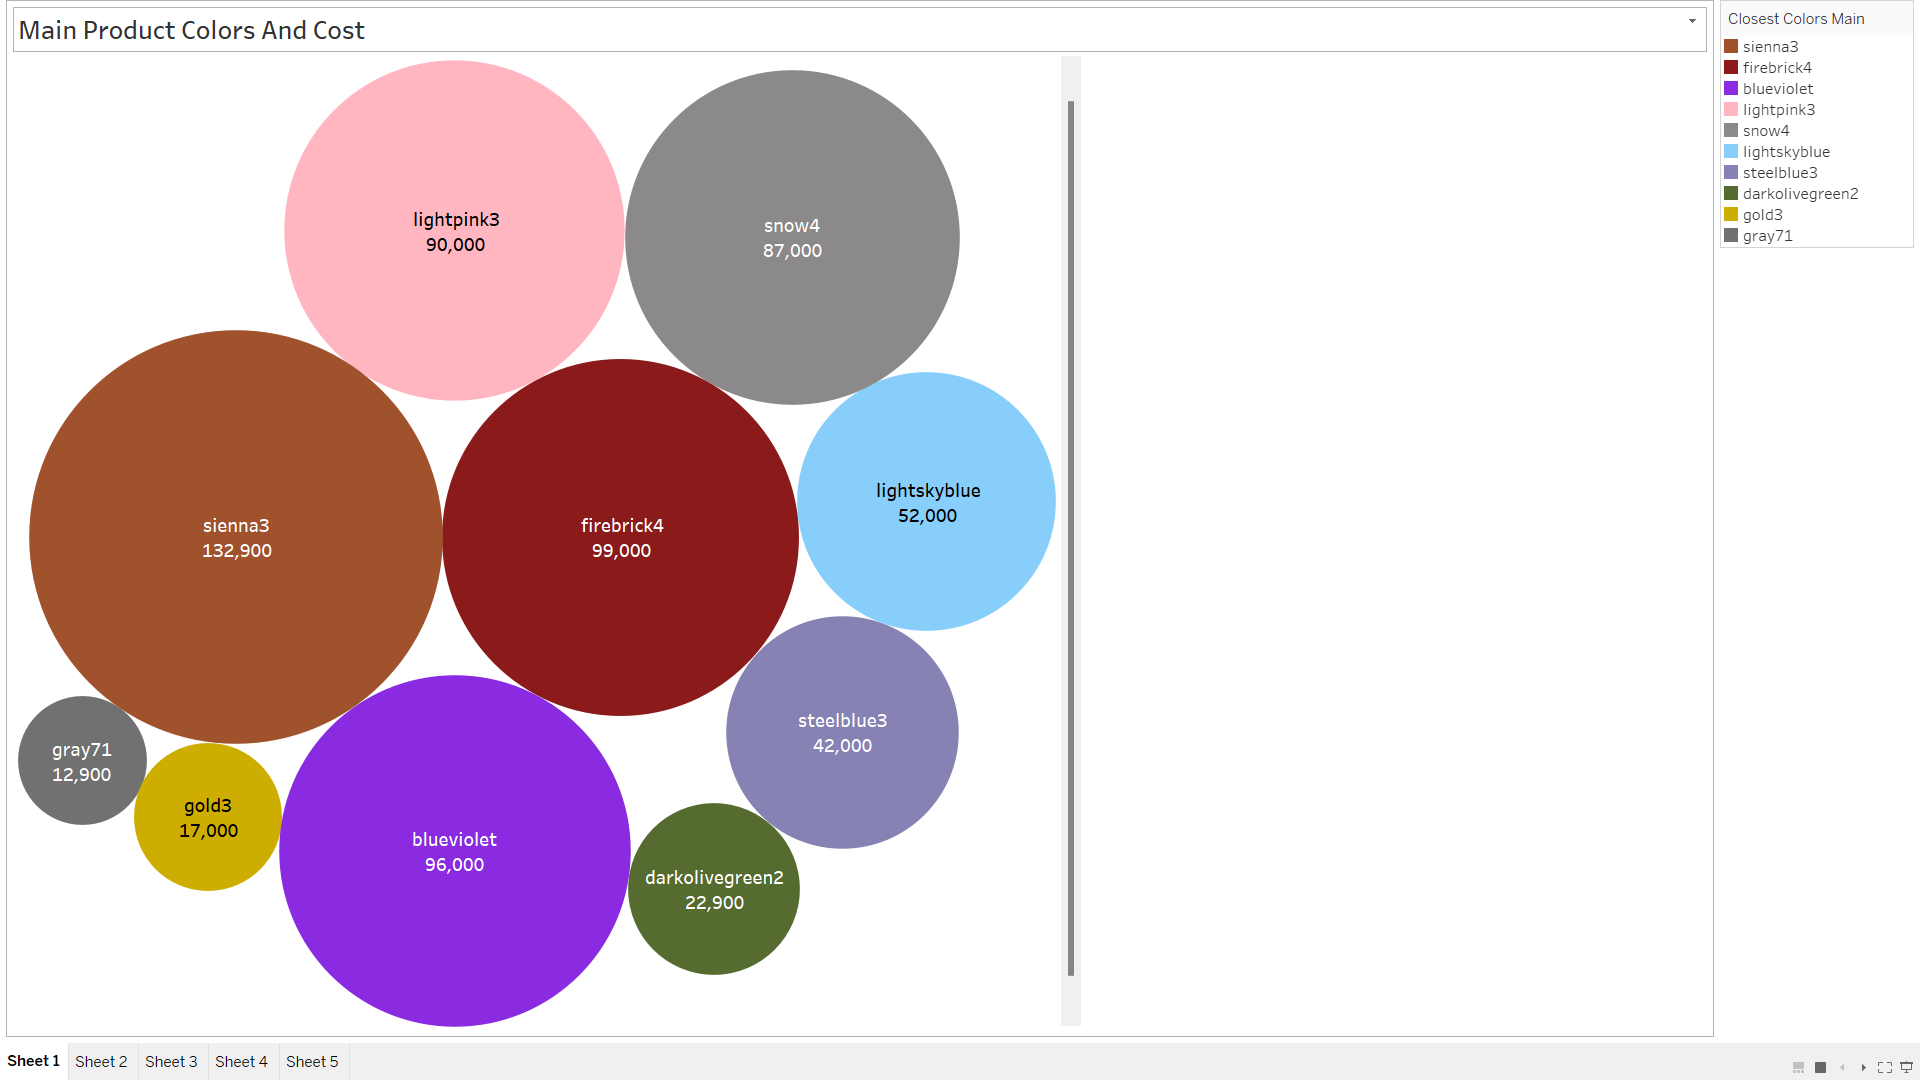 Main Product Colors And Cost
lightpink3
90,000
snow4
87,000
sienna3
132,900
firebrick4
99,000
lightskyblue
52,000
steelblue3
42,000
gray71
12,900
gold3
17,000
blueviolet
96,000
darkolivegreen2
22,900
Closest Colors Main
sienna3
firebrick4
blueviolet
lightpink3
snow4
lightskyblue
steelblue3
darkolivegreen2
gold3
gray71
Sheet 1
Sheet 2
Sheet 3
Sheet 4
Sheet 5